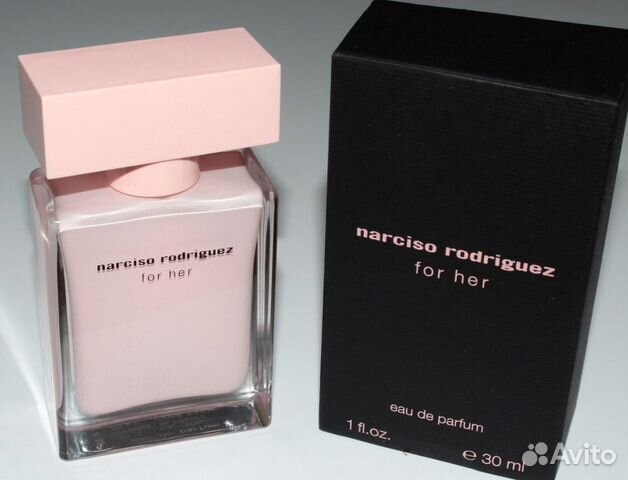 narciso rodriguez
for her
narciso rodriguez
for her
eau de parfum
1 fl.oz. ℮ 30 ml
Avito